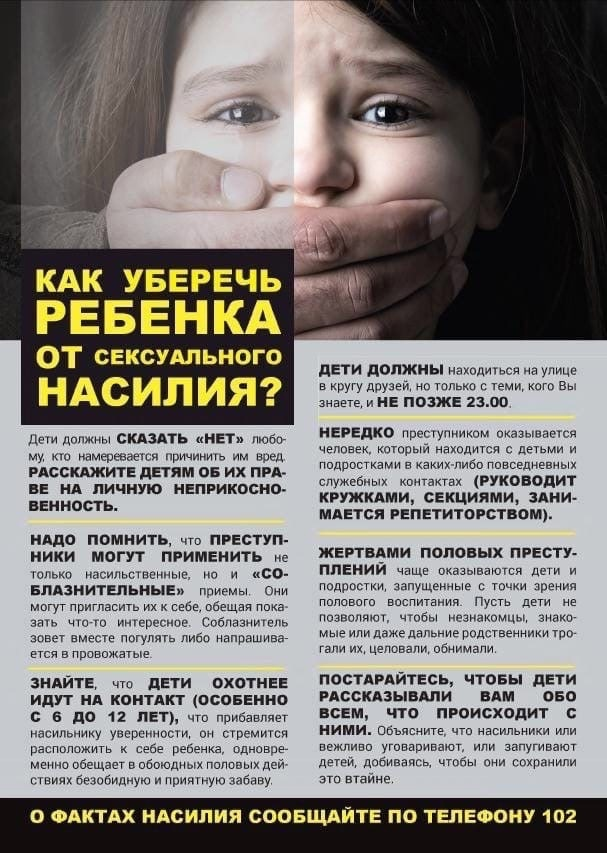 КАК УБЕРЕЧЬ
РЕБЕНКА
ОТ СЕКСУАЛЬНОГО
НАСИЛИЯ?
Дети должны СКАЗАТЬ «НЕТ» любо-
му, кто намеревается причинить им вред.
РАССКАЖИТЕ ДЕТЯМ ОБ ИХ ПРА-
ВЕ НА ЛИЧНУЮ НЕПРИКОСНО-
ВЕННОСТЬ.
НАДО ПОМНИТЬ, что ПРЕСТУП-
НИКИ МОГУТ ПРИМЕНИТЬ не
только насильственные, но и «СО-
БЛАЗНИТЕЛЬНЫЕ» приемы. Они
могут пригласить их к себе, обещая пока-
зать что-то интересное. Соблазнитель
зовет вместе погулять либо напрашива-
ется в провожатые.
ЗНАЙТЕ, что ДЕТИ ОХОТНЕЕ
ИДУТ НА КОНТАКТ (ОСОБЕННО
С 6 ДО 12 ЛЕТ), что прибавляет
насильнику уверенности, он стремится
расположить к себе ребенка, одновре-
менно обещает в обоюдных половых дей-
ствиях безобидную и приятную забаву.
ДЕТИ ДОЛЖНЫ находиться на улице
в кругу друзей, но только с теми, кого Вы
знаете, и НЕ ПОЗЖЕ 23.00.
НЕРЕДКО преступником оказывается
человек, который находится с детьми и
подростками в каких-либо повседневных
служебных контактах (РУКОВОДИТ
КРУЖКАМИ, СЕКЦИЯМИ, ЗАНИ-
МАЕТСЯ РЕПЕТИТОРСТВОМ).
ЖЕРТВАМИ ПОЛОВЫХ ПРЕСТУ-
ПЛЕНИЙ чаще оказываются дети и
подростки, запущенные с точки зрения
полового воспитания. Пусть дети не
позволяют, чтобы незнакомцы, знако-
мые или даже дальние родственники тро-
гали их, целовали, обнимали.
ПОСТАРАЙТЕСЬ, ЧТОБЫ ДЕТИ
РАССКАЗЫВАЛИ ВАМ ОБО
ВСЕМ, ЧТО ПРОИСХОДИТ С
НИМИ. Объясните, что насильники или
вежливо уговаривают, или запугивают
детей, добиваясь, чтобы они сохранили
это втайне.
О ФАКТАХ НАСИЛИЯ СООБЩАЙТЕ ПО ТЕЛЕФОНУ 102